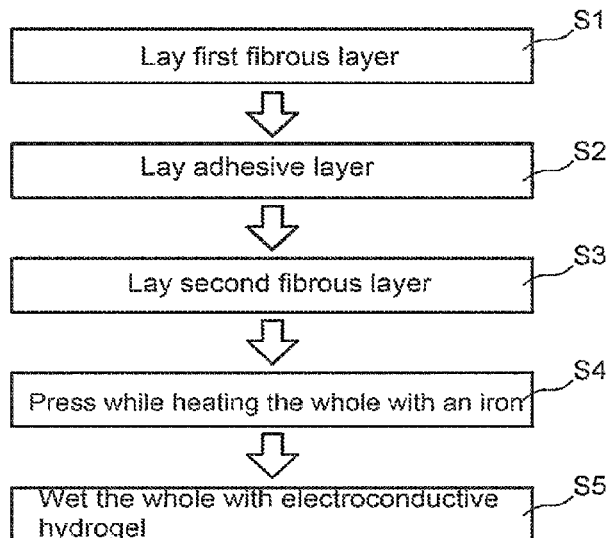 S1
Lay first fibrous layer
S2
Lay adhesive layer
S3
Lay second fibrous layer
S4
Press while heating the whole with an iron
S5
Wet the whole with electroconductive
hydrogel